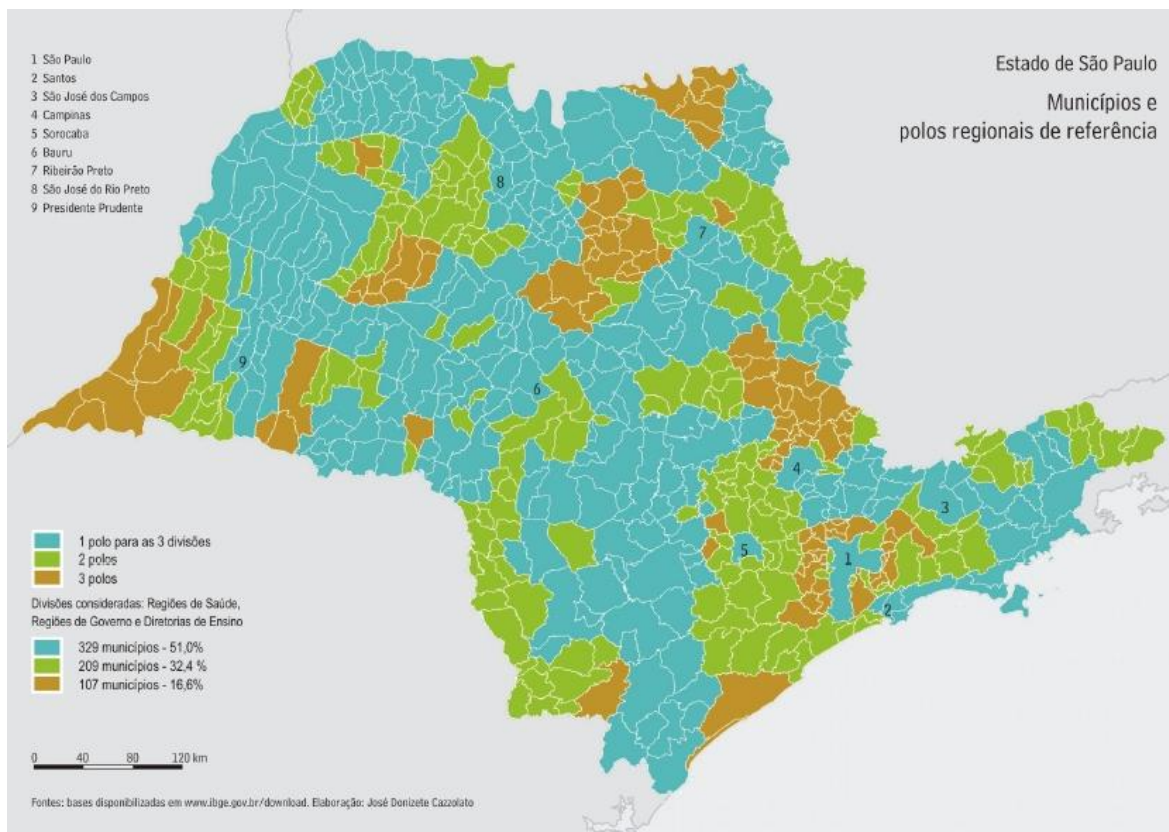 1 São Paulo
2 Santos
3 São José dos Campos
4 Campinas
5 Sorocaba
6 Bauru
7 Ribeirão Preto
8 São José do Rio Preto
9 Presidente Prudente
Estado de São Paulo
Municípios e
polos regionais de referência
8
7
9
6
4
3
5
1
2
1 polo para as 3 divisões
2 polos
3 polos
Divisões consideradas: Regiões de Saúde,
Regiões de Governo e Diretorias de Ensino
329 municípios - 51,0%
209 municípios - 32,4 %
107 municípios - 16,6%
0 40 80 120 km
Fontes: bases disponibilizadas em www.ibge.gov.br/download. Elaboração: José Donizete Cazzolato